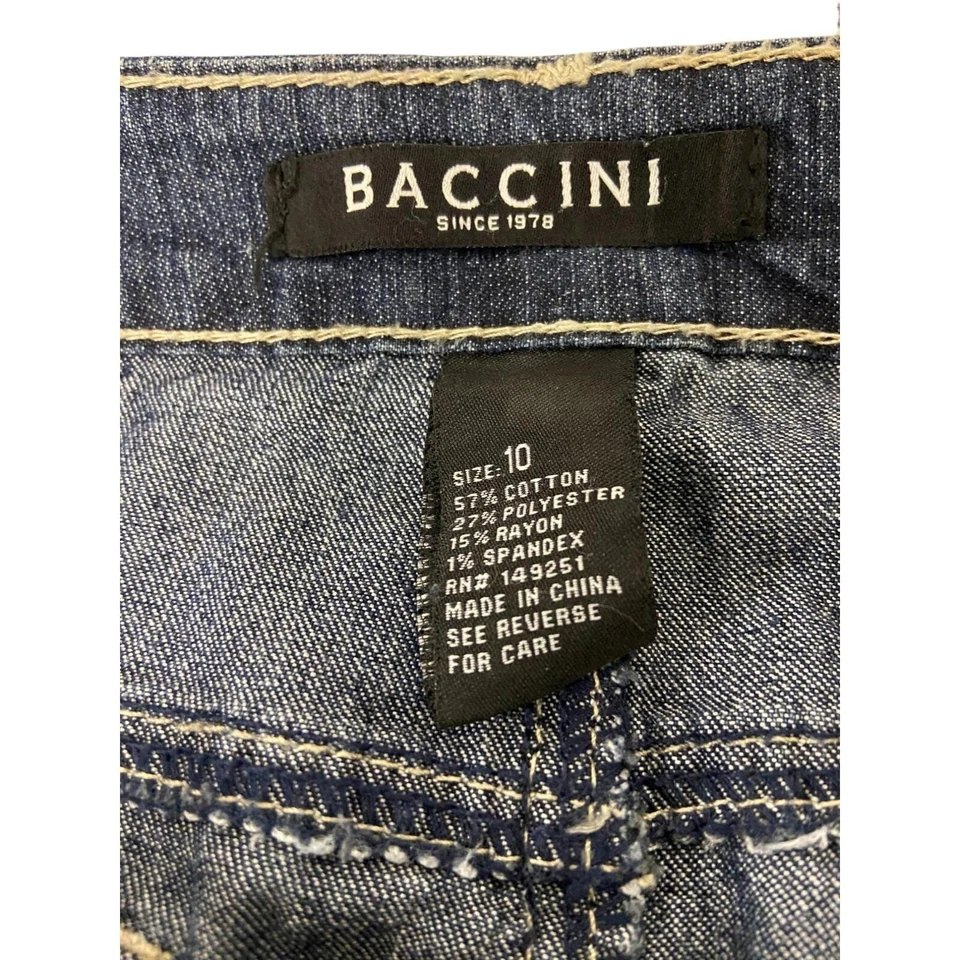 BACCINI
SINCE 1978
SIZE: 10
57% COTTON
27% POLYESTER
15% RAYON
1% SPANDEX
RN# 149251
MADE IN CHINA
SEE REVERSE
FOR CARE